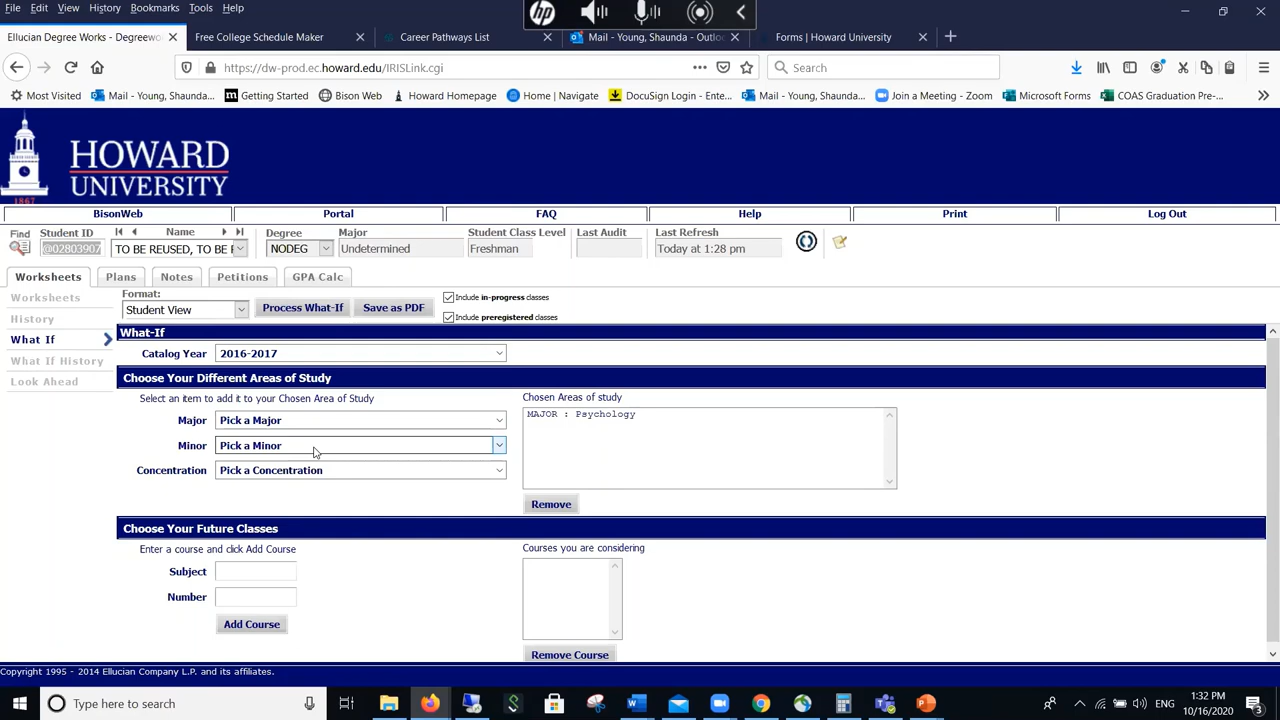 File Edit View History Bookmarks Tools Help
hp
Ellucian Degree Works - Degreewo
Free College Schedule Maker
Career Pathways List
Mail - Young, Shaunda - Outlook
Forms | Howard University
https://dw-prod.ec.howard.edu/IRISLink.cgi
Search
Most Visited
Mail - Young, Shaunda...
Getting Started
Bison Web
Howard Homepage
Home | Navigate
DocuSign Login - Ente...
Mail - Young, Shaunda...
Join a Meeting - Zoom
Microsoft Forms
COAS Graduation Pre-...
HOWARD
UNIVERSITY
1867
BisonWeb Portal FAQ Help Print Log Out
Find Student ID Name Degree Major Student Class Level Last Audit Last Refresh
@02803907 TO BE REUSED, TO BE NODEG Undetermined Freshman Today at 1:28 pm
Worksheets Plans Notes Petitions GPA Calc
Worksheets
History
What If
What If History
Look Ahead
Format:
Student View
Process What-If
Save as PDF
Include in-progress classes
Include preregistered classes
What-If
Catalog Year 2016-2017
Choose Your Different Areas of Study
Select an item to add it to your Chosen Area of Study
Chosen Areas of study
Major Pick a Major
MAJOR : Psychology
Minor Pick a Minor
Concentration Pick a Concentration
Remove
Choose Your Future Classes
Enter a course and click Add Course
Courses you are considering
Subject
Number
Add Course
Remove Course
Copyright 1995 - 2014 Ellucian Company L.P. and its affiliates.
Type here to search
ENG
1:32 PM
10/16/2020
3